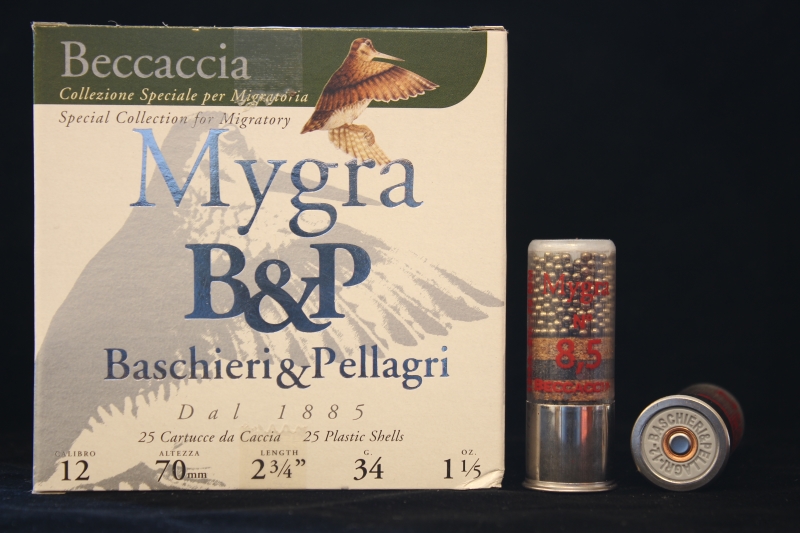 Beccaccia
Collezione Speciale per Migratoria
Special Collection for Migratory
Mygra
B&P
Baschieri&Pellagri
Dal 1885
25 Cartucce da Caccia 25 Plastic Shells
CALIBRO ALTEZZA LENGTH G. OZ.
12 70mm 2 3/4” 34 1 1/5
Mygra
8,5
BECCACCIA
BASCHIERI&PELLAGRI
12